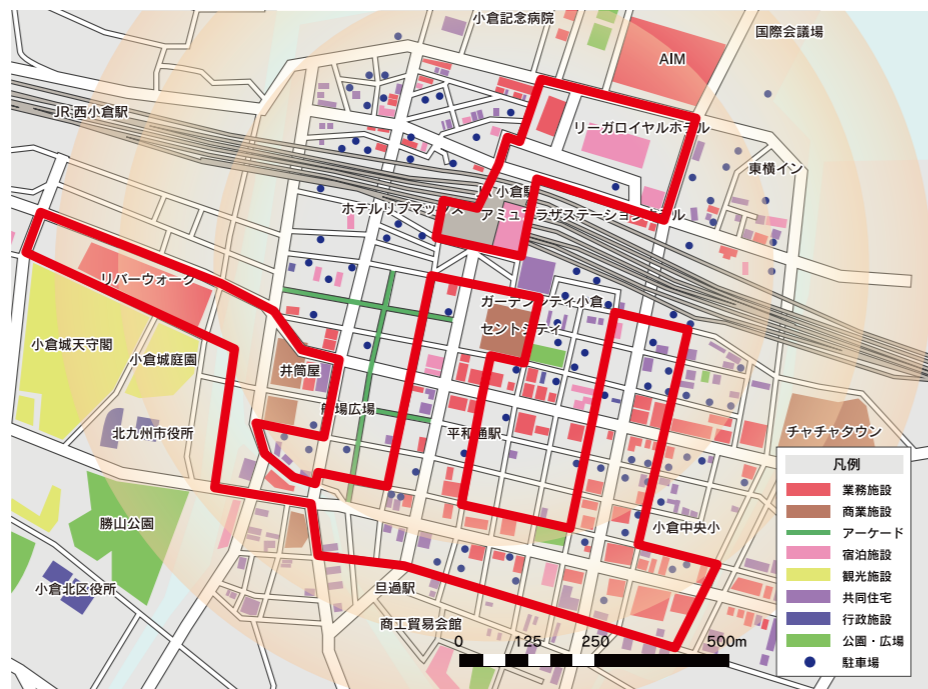 小倉記念病院
国際会議場
AIM
JR 西小倉駅
リーガロイヤルホテル
東横イン
JR 小倉駅
ホテルリブマックス
アミュプラザステーションホテル
リバーウォーク
ガーデンシティ小倉
セントシティ
小倉城天守閣
小倉城庭園
井筒屋
船場広場
北九州市役所
平和通駅
チャチャタウン
勝山公園
小倉中央小
小倉北区役所
旦過駅
商工貿易会館
凡例
業務施設
商業施設
アーケード
宿泊施設
観光施設
共同住宅
行政施設
公園・広場
駐車場
0 125 250 500m